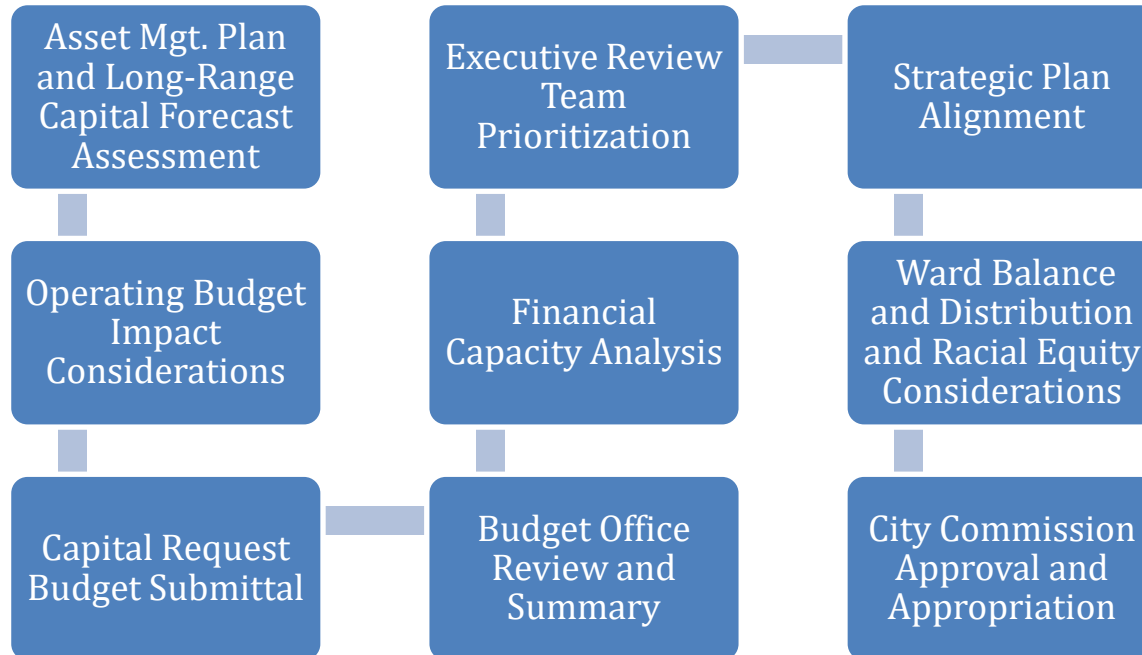 Asset Mgt. Plan
and Long-Range
Capital Forecast
Assessment
Operating Budget
Impact
Considerations
Capital Request
Budget Submittal
Budget Office
Review and
Summary
Financial
Capacity Analysis
Executive Review
Team
Prioritization
Strategic Plan
Alignment
Ward Balance
and Distribution
and Racial Equity
Considerations
City Commission
Approval and
Appropriation